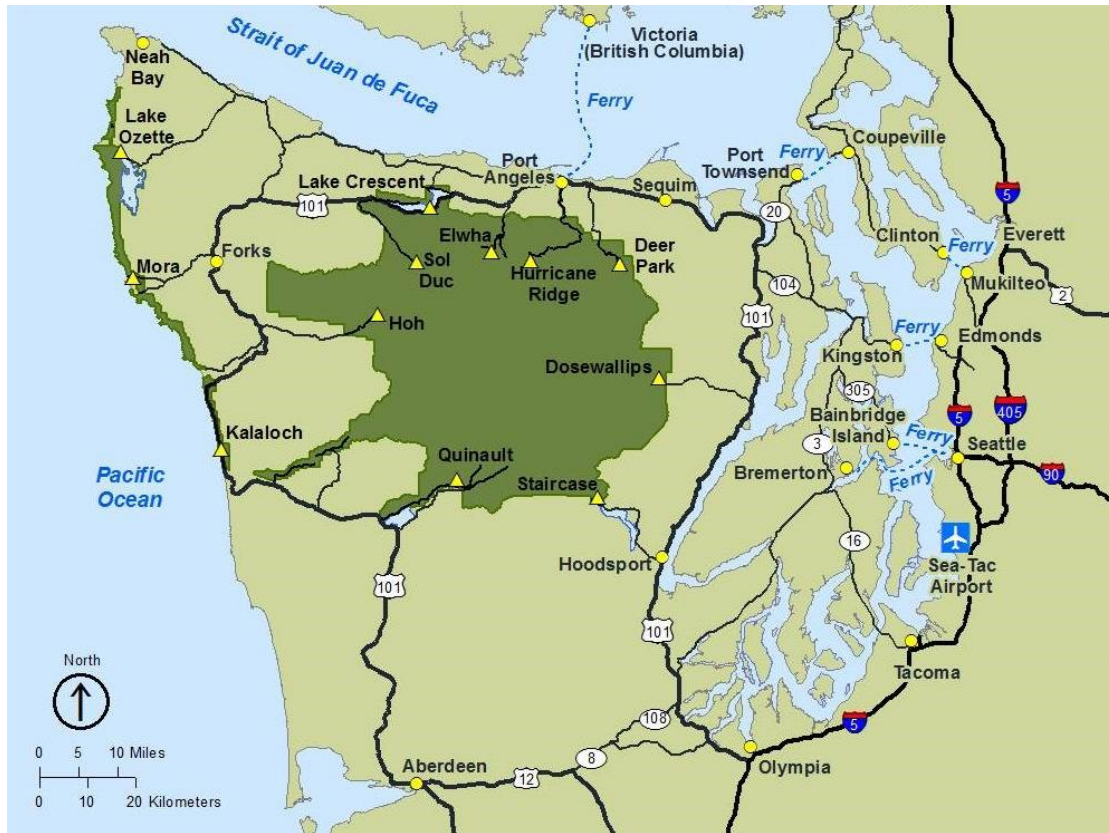 Strait of Juan de Fuca
Victoria
(British Columbia)
Neah
Bay
Ferry
Lake
Ozette
Coupeville
Ferry
Port
Townsend
Port
Angeles
Sequim
Lake Crescent
101
20
5
Elwha
Clinton
Ferry
Everett
Forks
Deer
Park
Mora
Sol
Duc
Hurricane
Ridge
Mukilteo
104
2
101
Hoh
Ferry
Edmonds
Kingston
Dosewallips
305
5
405
Bainbridge
Island
Ferry
Kalaloch
3
Seattle
Quinault
Bremerton
Ferry
90
Pacific
Ocean
Staircase
16
Hoodsport
Sea-Tac
Airport
101
101
North
Tacoma
108
5
0 5 10 Miles
8
Olympia
Aberdeen
12
0 10 20 Kilometers